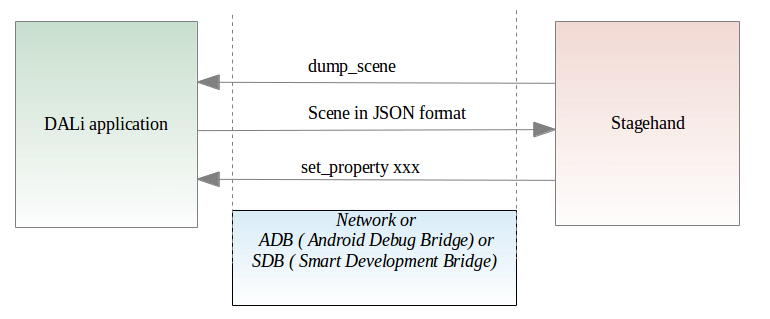 dump_scene
DALi application
Scene in JSON format
Stagehand
set_property xxx
Network or
ADB ( Android Debug Bridge) or
SDB ( Smart Development Bridge)